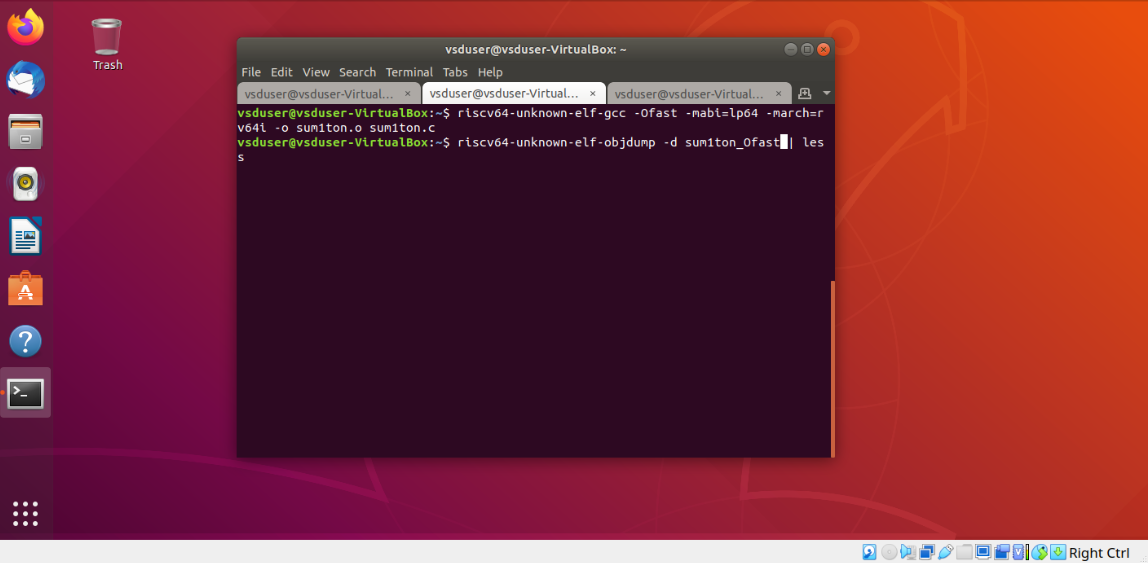 Trash
vsduser@vsduser-VirtualBox: ~
File Edit View Search Terminal Tabs Help
vsduser@vsduser-Virtual... × vsduser@vsduser-Virtual... × vsduser@vsduser-Virtual... ×
vsduser@vsduser-VirtualBox:~$ riscv64-unknown-elf-gcc -Ofast -mabi=lp64 -march=r
v64i -o sum1ton.o sum1ton.c
vsduser@vsduser-VirtualBox:~$ riscv64-unknown-elf-objdump -d sum1ton_Ofast | les
s
Right Ctrl